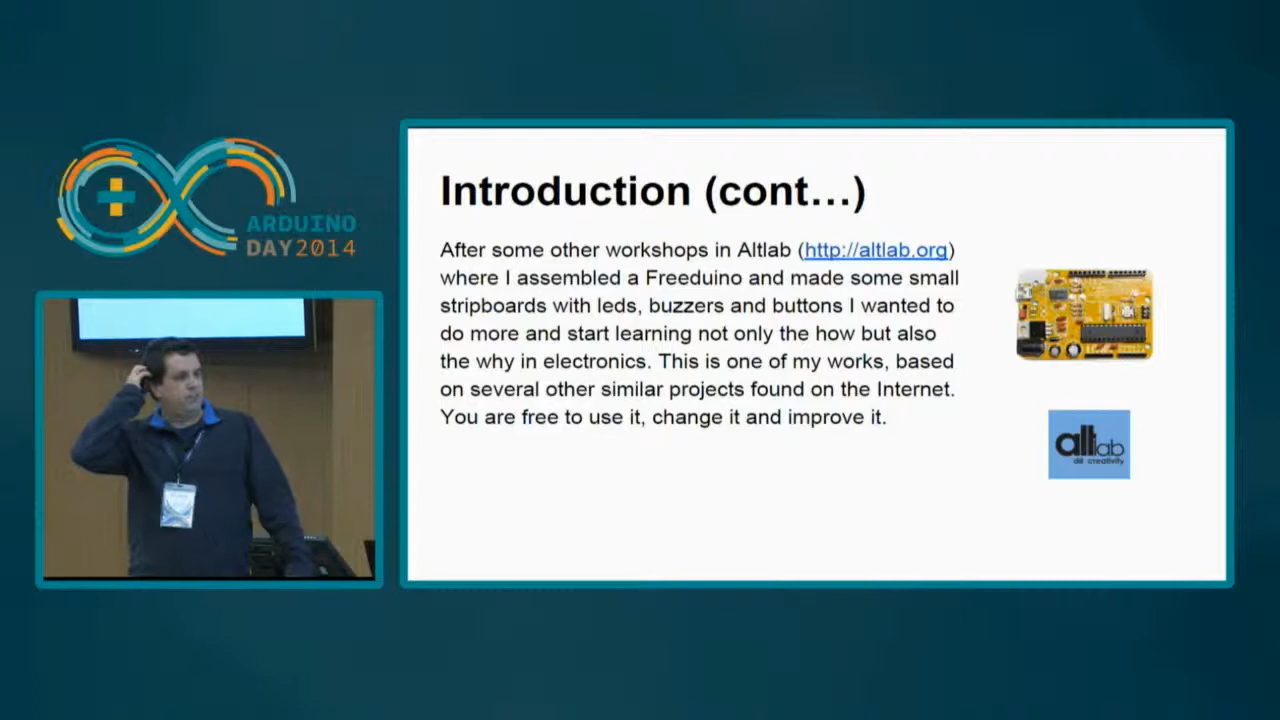 ARDUINO
DAY2014
Introduction (cont...)
After some other workshops in Altlab (http://altlab.org)
where I assembled a Freeduino and made some small
stripboards with leds, buzzers and buttons I wanted to
do more and start learning not only the how but also
the why in electronics. This is one of my works, based
on several other similar projects found on the Internet.
You are free to use it, change it and improve it.
altlab
diii creativity